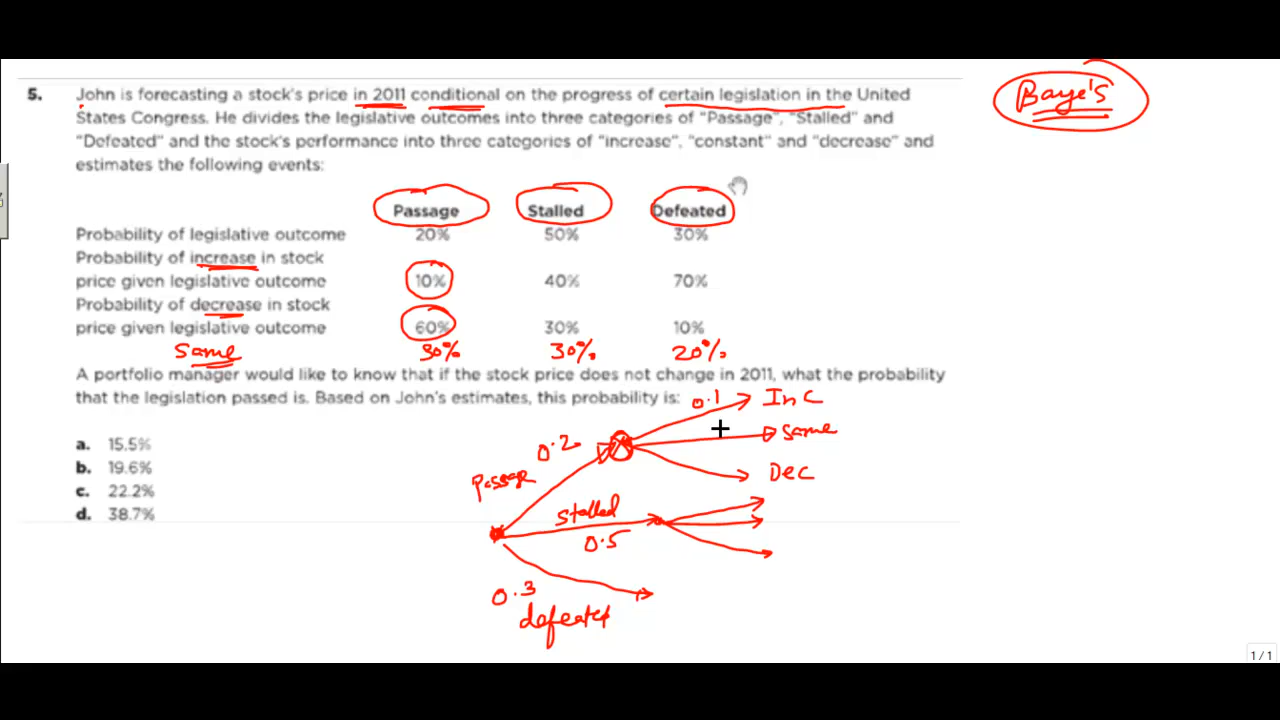 5. John is forecasting a stock's price in 2011 conditional on the progress of certain legislation in the United
States Congress. He divides the legislative outcomes into three categories of "Passage", "Stalled" and
"Defeated" and the stock's performance into three categories of "increase", "constant" and "decrease" and
estimates the following events:
Baye's
Passage Stalled Defeated
Probability of legislative outcome 20% 50% 30%
Probability of increase in stock
price given legislative outcome 10% 40% 70%
Probability of decrease in stock
price given legislative outcome 60% 30% 10%
Same 30% 30% 20%
A portfolio manager would like to know that if the stock price does not change in 2011, what the probability
that the legislation passed is. Based on John's estimates, this probability is:
a. 15.5%
b. 19.6%
c. 22.2%
d. 38.7%
0.1 Inc
0.2 Same
Passage Dec
Stalled
0.5
0.3
defeated
1 / 1